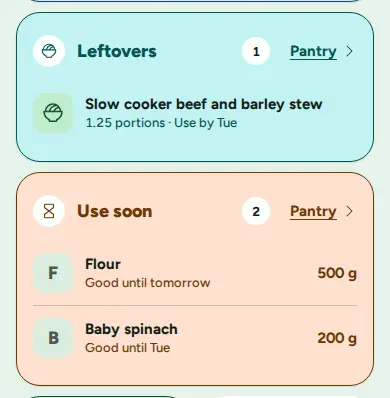 Leftovers 1 Pantry
Slow cooker beef and barley stew
1.25 portions · Use by Tue
Use soon 2 Pantry
F Flour 500 g
Good until tomorrow
B Baby spinach 200 g
Good until Tue